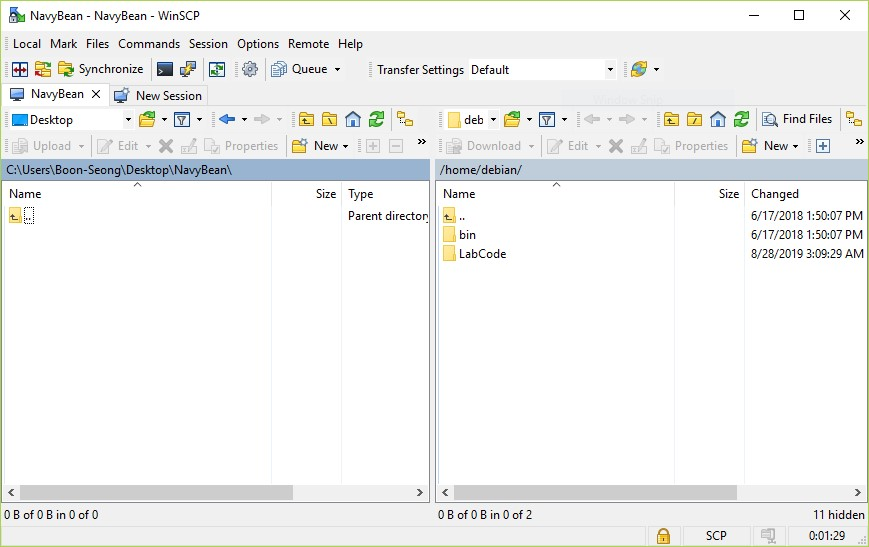 NavyBean - NavyBean - WinSCP
Local Mark Files Commands Session Options Remote Help
Synchronize Queue Transfer Settings Default
NavyBean New Session
Desktop deb Find Files
Upload Edit Properties New » Download Edit Properties New »
C:\Users\Boon-Seong\Desktop\NavyBean\ /home/debian/
Name Size Type Name Size Changed
.. Parent directory .. 6/17/2018 1:50:07 PM
bin 6/17/2018 1:50:07 PM
LabCode 8/28/2019 3:09:29 AM
0 B of 0 B in 0 of 0 0 B of 0 B in 0 of 2 11 hidden
SCP 0:01:29